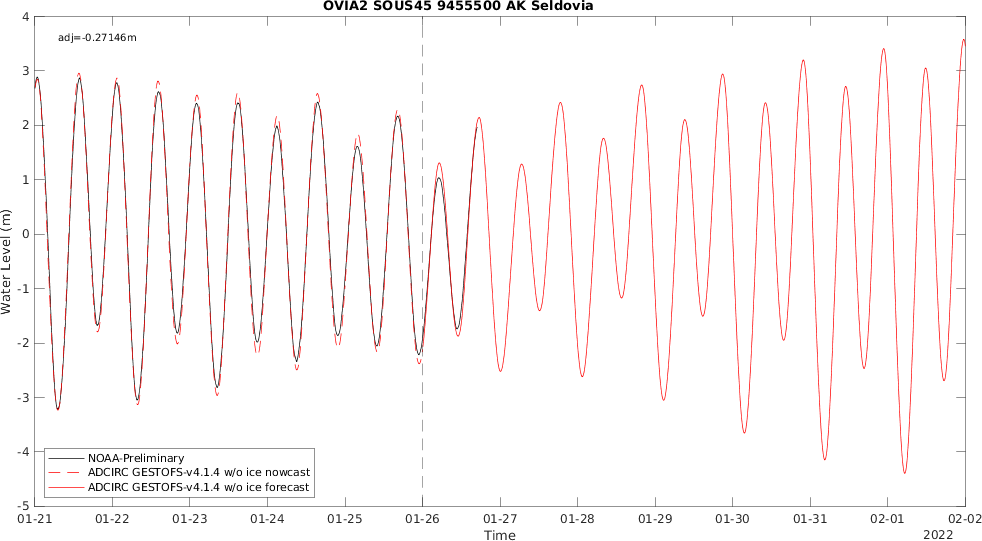 OVIA2 SOUS45 9455500 AK Seldovia
adj=-0.27146m
4
3
2
1
0
-1
-2
-3
-4
-5
Water Level (m)
NOAA-Preliminary
ADCIRC GESTOFS-v4.1.4 w/o ice nowcast
ADCIRC GESTOFS-v4.1.4 w/o ice forecast
01-21 01-22 01-23 01-24 01-25 01-26 01-27 01-28 01-29 01-30 01-31 02-01 02-02
Time
2022